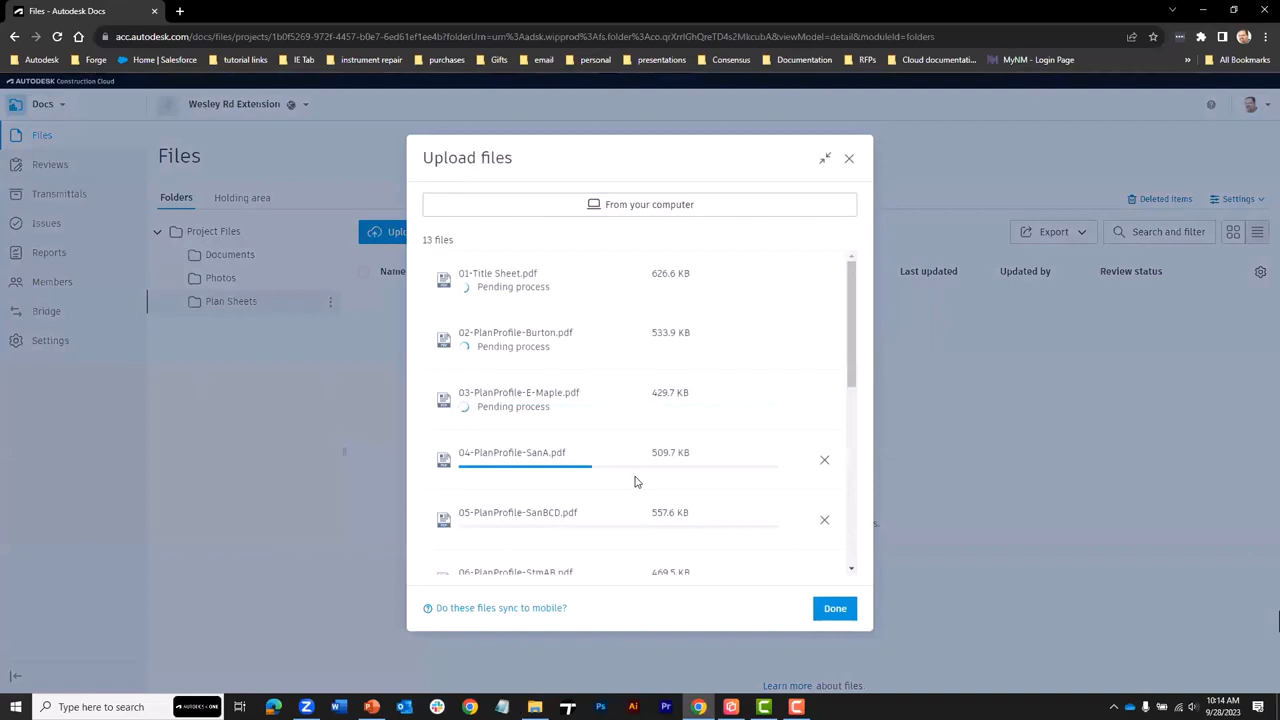 Files - Autodesk Docs
acc.autodesk.com/docs/files/projects/1b0f5269-972f-4457-b0e7-6ed61ef1ee4b?folderUrn=urn%3Aadsk.wipprod%3Afs.folder%3Aco.qrXrrlGhQreTD4s2MkcubA&viewModel=detail&moduleId=folders
Autodesk Forge Home | Salesforce tutorial Links IE Tab instrument repair purchases Gifts email personal presentations Consensus Documentation RFPs Cloud documentati... MyNM - Login Page » All Bookmarks
AUTODESK Construction Cloud
Docs Wesley Rd Extension
Files
Reviews
Transmittals
Issues
Reports
Members
Bridge
Settings
Files
Folders Holding area
Deleted items Settings
Project Files
Documents
Photos
Plan Sheets
Uplo
Export Search and filter
Name Last updated Updated by Review status
Upload files
From your computer
13 files
01-Title Sheet.pdf 626.6 KB
Pending process
02-PlanProfile-Burton.pdf 533.9 KB
Pending process
03-PlanProfile-E-Maple.pdf 429.7 KB
Pending process
04-PlanProfile-SanA.pdf 509.7 KB
05-PlanProfile-SanBCD.pdf 557.6 KB
06-PlanProfile-StmAB.pdf 469.5 KB
Do these files sync to mobile?
Done
s.
Learn more about files.
Type here to search
AUTODESK ONE
10:14 AM
9/28/2023